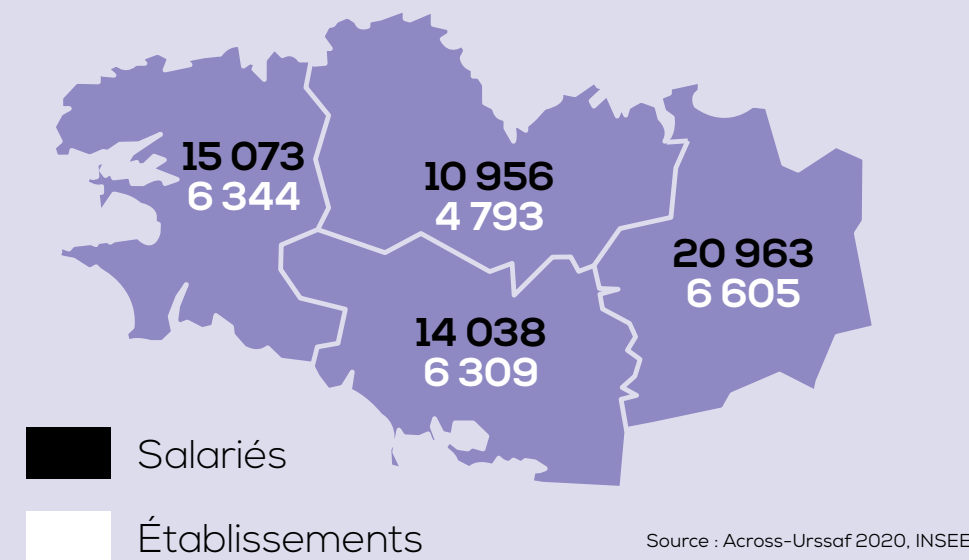 15 073
6 344
10 956
4 793
20 963
6 605
14 038
6 309
Salariés
Établissements
Source : Across-Urssaf 2020, INSEE